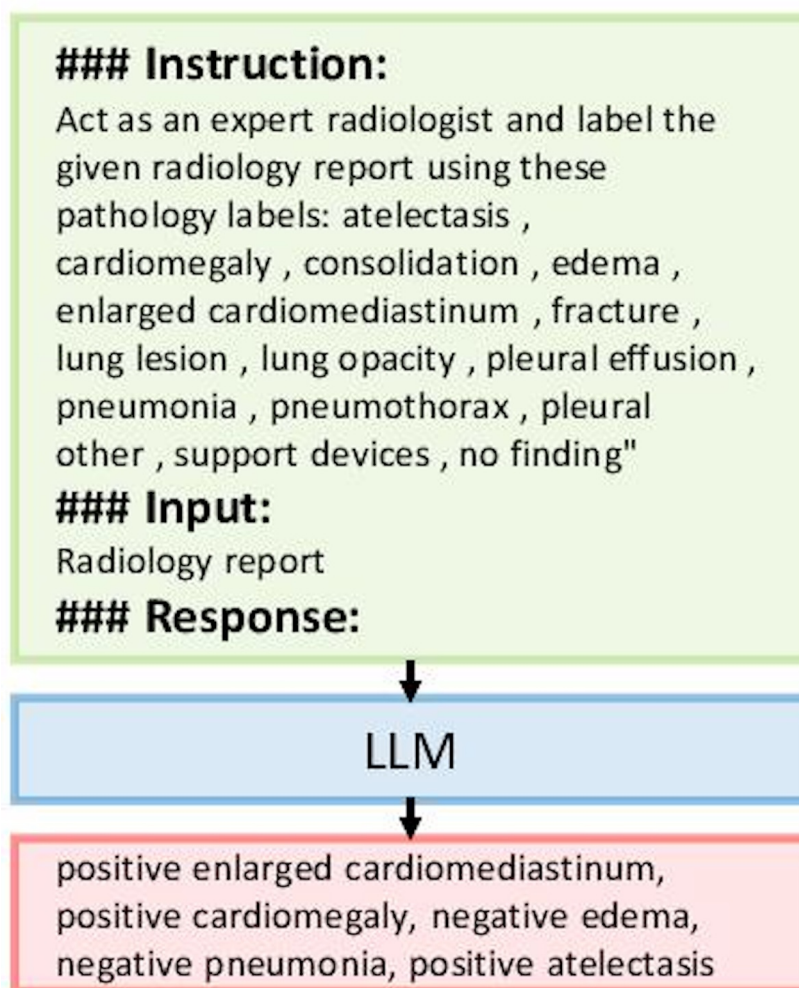 ### Instruction:
Act as an expert radiologist and label the
given radiology report using these
pathology labels: atelectasis ,
cardiomegaly , consolidation , edema ,
enlarged cardiomediastinum , fracture ,
lung lesion , lung opacity , pleural effusion ,
pneumonia , pneumothorax , pleural
other , support devices , no finding"
### Input:
Radiology report
### Response:
LLM
positive enlarged cardiomediastinum,
positive cardiomegaly, negative edema,
negative pneumonia, positive atelectasis